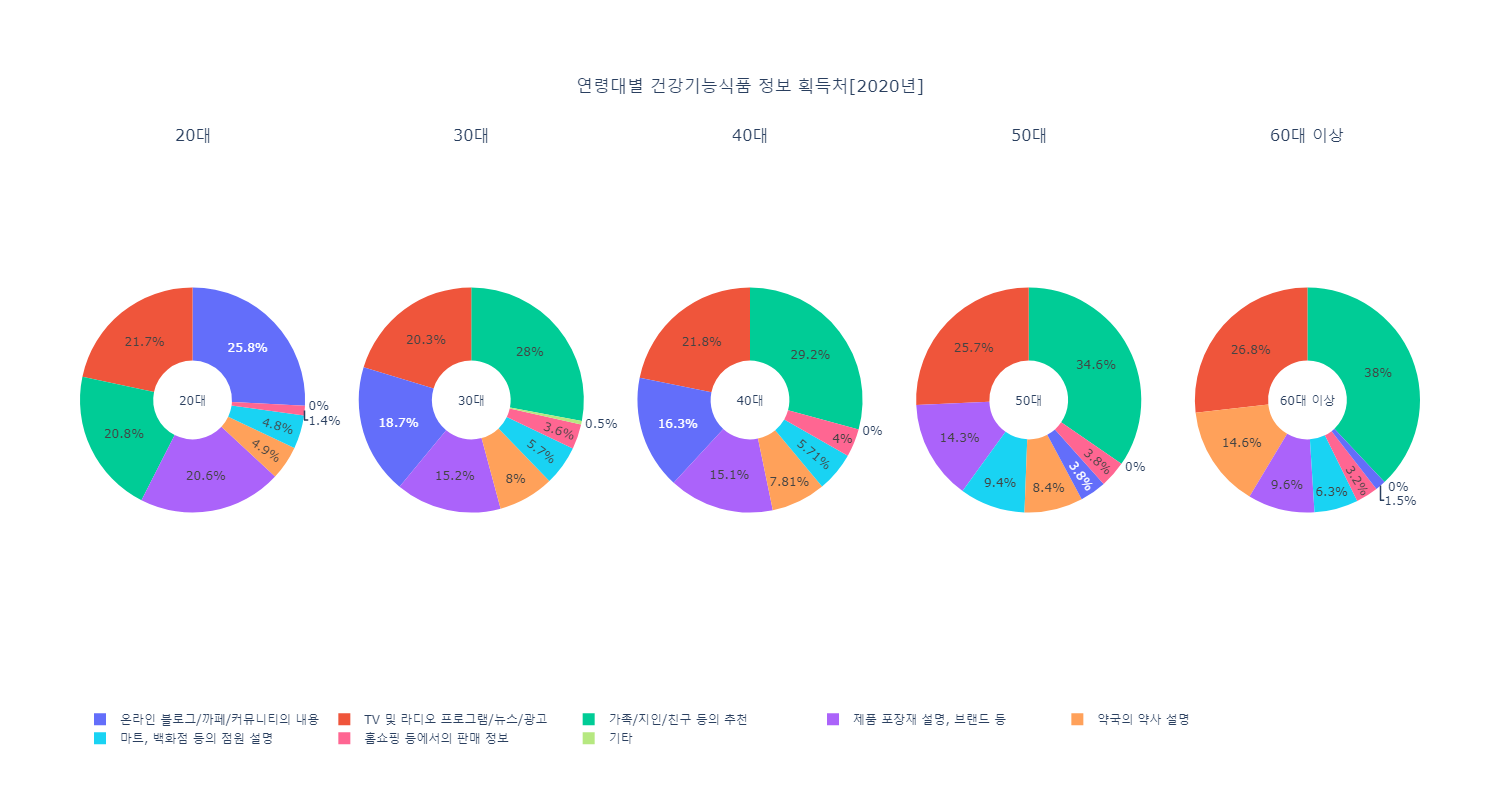 연령대별 건강기능식품 정보 획득처[2020년]
20대
30대
40대
50대
60대 이상
21.7%
25.8%
20.8%
20.6%
4.9%
4.8%
0%
1.4%
20대
20.3%
28%
18.7%
15.2%
8%
5.7%
3.6%
0.5%
30대
21.8%
29.2%
16.3%
15.1%
7.81%
5.71%
4%
0%
40대
25.7%
34.6%
14.3%
9.4%
8.4%
3.8%
3.8%
0%
50대
26.8%
38%
14.6%
9.6%
6.3%
3.2%
0%
1.5%
60대 이상
온라인 블로그/까페/커뮤니티의 내용
TV 및 라디오 프로그램/뉴스/광고
가족/지인/친구 등의 추천
제품 포장재 설명, 브랜드 등
약국의 약사 설명
마트, 백화점 등의 점원 설명
홈쇼핑 등에서의 판매 정보
기타